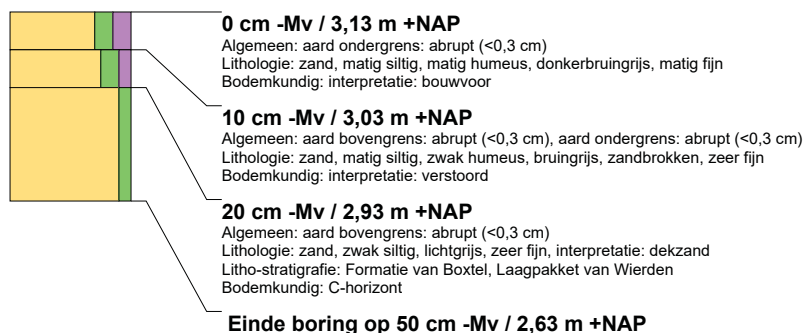 0 cm -Mv / 3,13 m +NAP
Algemeen: aard ondergrens: abrupt (<0,3 cm)
Lithologie: zand, matig siltig, matig humeus, donkerbruingrijs, matig fijn
Bodemkundig: interpretatie: bouwvoor
10 cm -Mv / 3,03 m +NAP
Algemeen: aard bovengrens: abrupt (<0,3 cm), aard ondergrens: abrupt (<0,3 cm)
Lithologie: zand, matig siltig, zwak humeus, bruingrijs, zandbrokken, zeer fijn
Bodemkundig: interpretatie: verstoord
20 cm -Mv / 2,93 m +NAP
Algemeen: aard bovengrens: abrupt (<0,3 cm)
Lithologie: zand, zwak siltig, lichtgrijs, zeer fijn, interpretatie: dekzand
Litho-stratigrafie: Formatie van Boxtel, Laagpakket van Wierden
Bodemkundig: C-horizont
Einde boring op 50 cm -Mv / 2,63 m +NAP